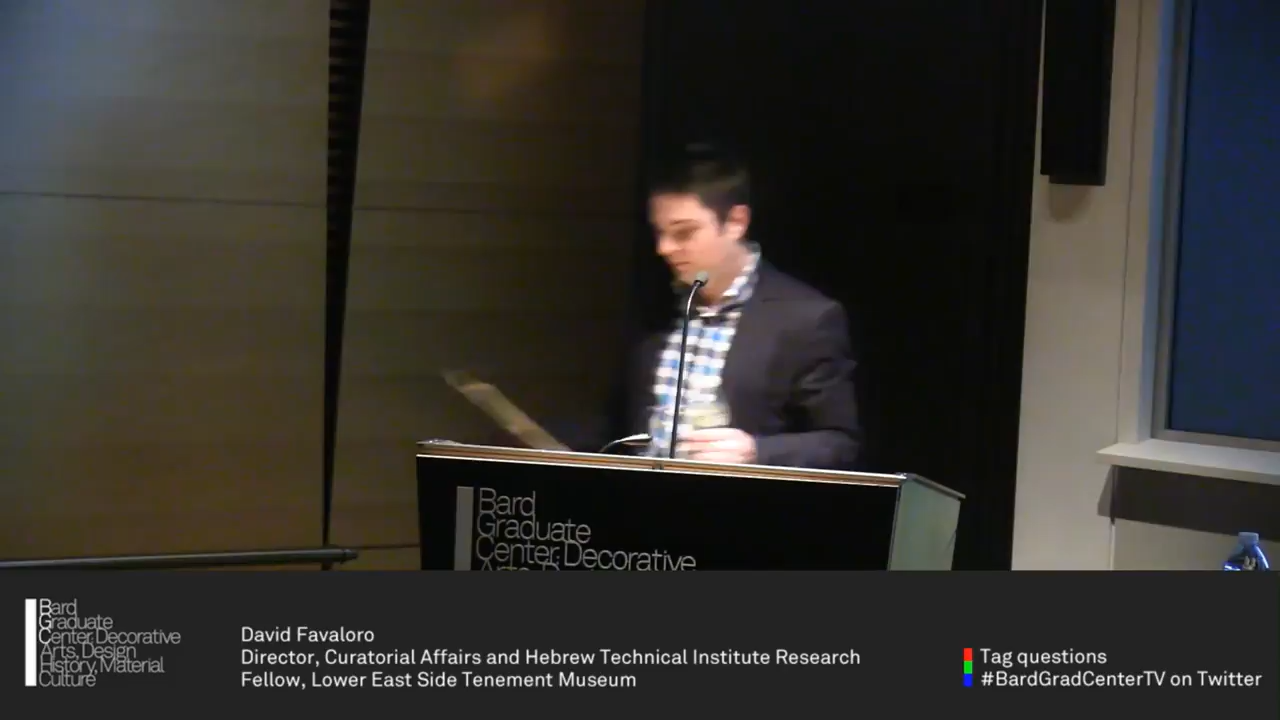 Bard
Graduate
Center: Decorative
Bard
Graduate
Center: Decorative
Arts, Design
History, Material
Culture
David Favaloro
Director, Curatorial Affairs and Hebrew Technical Institute Research
Fellow, Lower East Side Tenement Museum
Tag questions
#BardGradCenterTV on Twitter